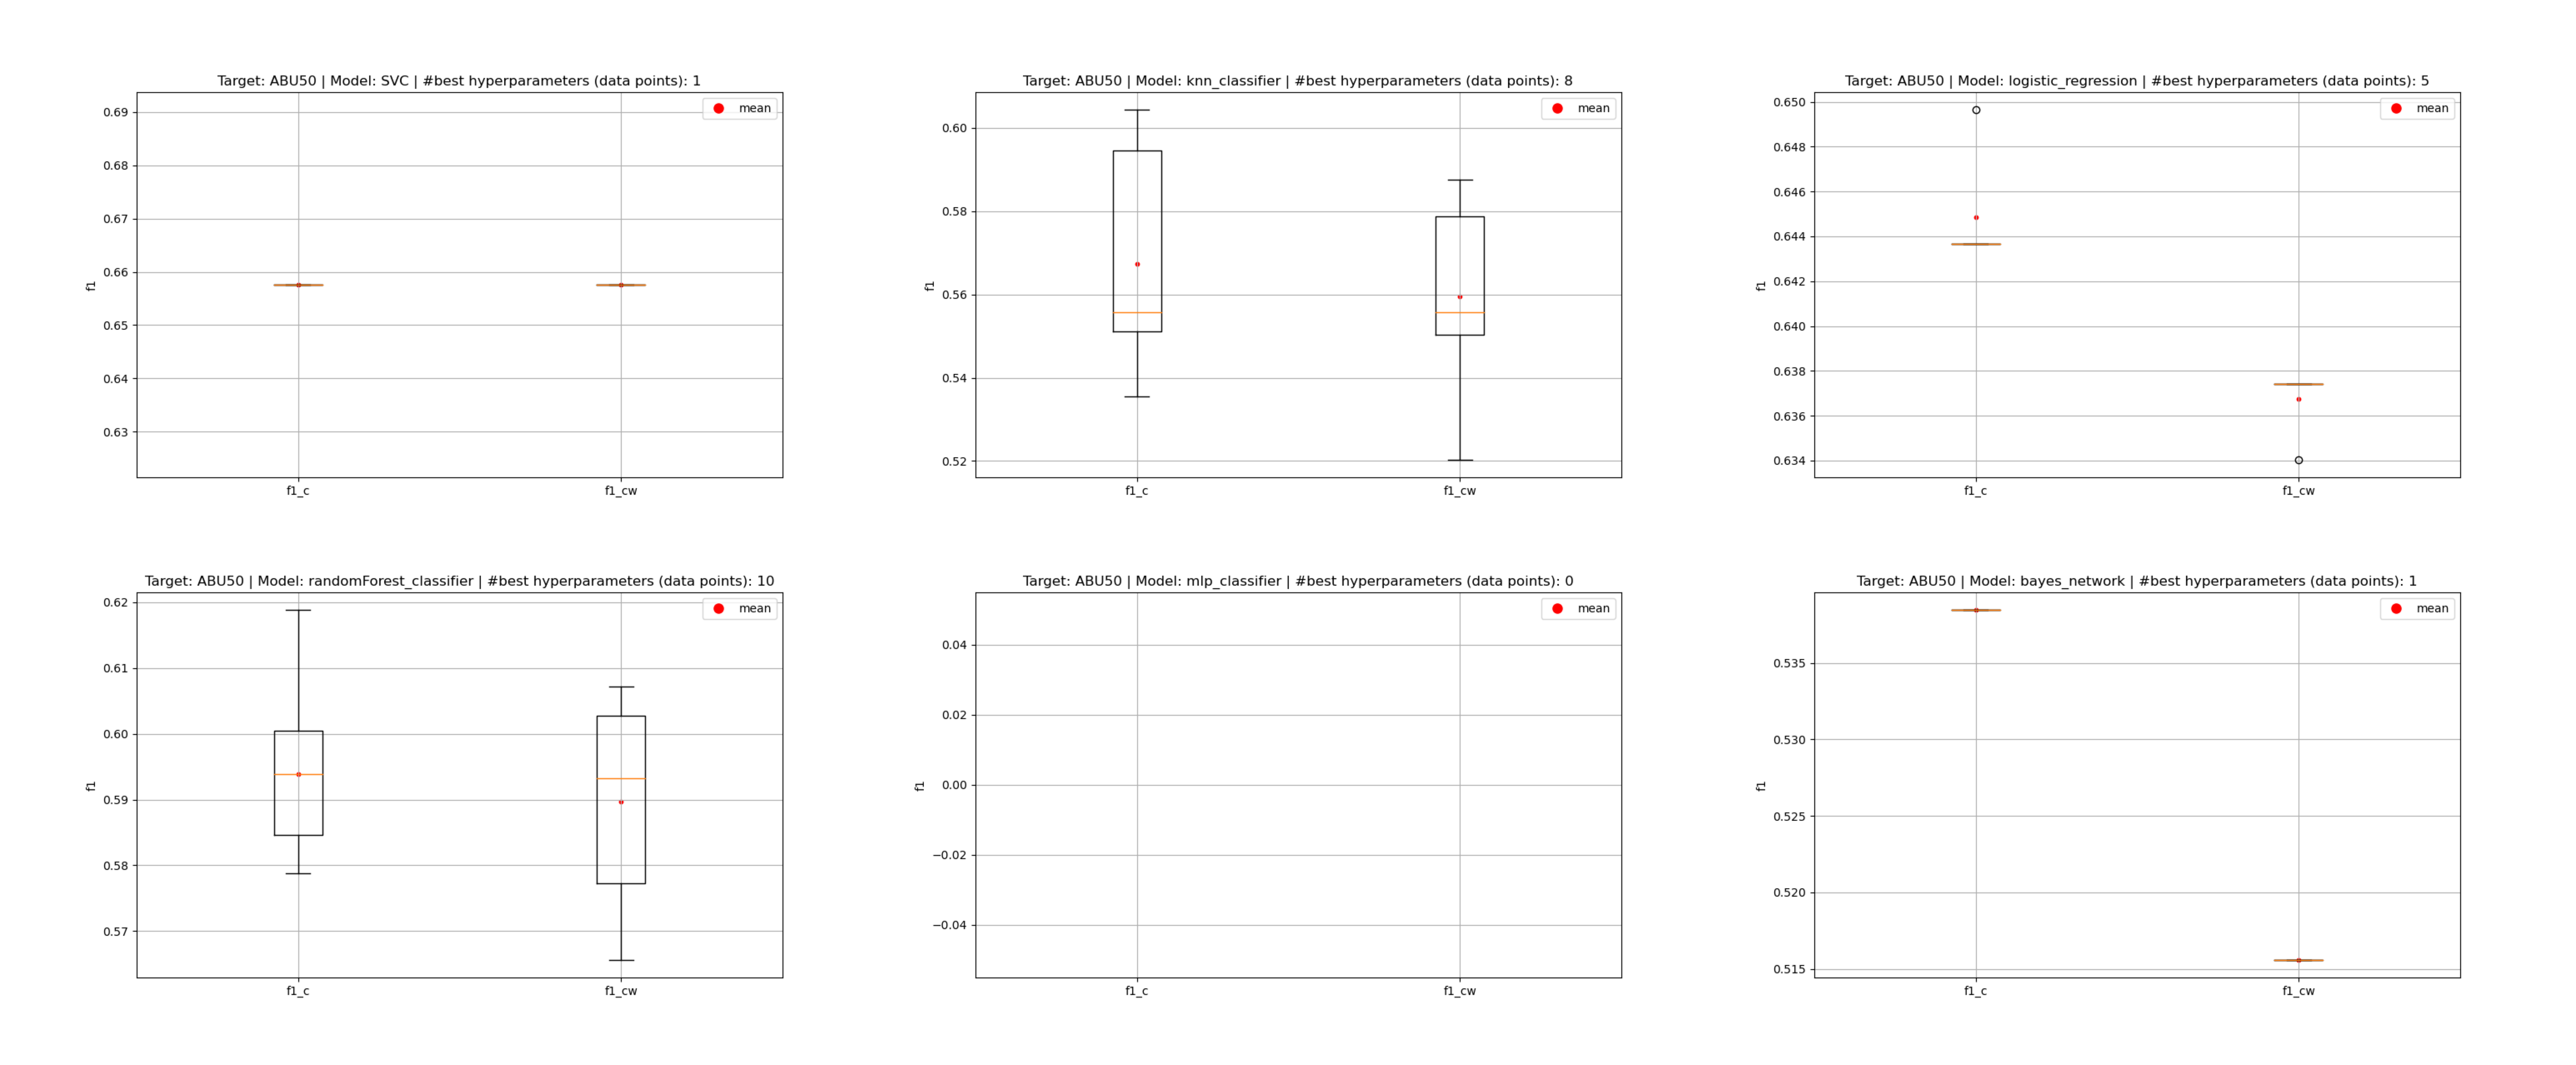 Target: ABU50 | Model: SVC | #best hyperparameters (data points): 1
mean
0.69
0.68
0.67
0.66
0.65
0.64
0.63
f1
f1_c
f1_cw
Target: ABU50 | Model: knn_classifier | #best hyperparameters (data points): 8
mean
0.60
0.58
0.56
0.54
0.52
f1
f1_c
f1_cw
Target: ABU50 | Model: logistic_regression | #best hyperparameters (data points): 5
mean
0.650
0.648
0.646
0.644
0.642
0.640
0.638
0.636
0.634
f1
f1_c
f1_cw
Target: ABU50 | Model: randomForest_classifier | #best hyperparameters (data points): 10
mean
0.62
0.61
0.60
0.59
0.58
0.57
f1
f1_c
f1_cw
Target: ABU50 | Model: mlp_classifier | #best hyperparameters (data points): 0
mean
0.04
0.02
0.00
−0.02
−0.04
f1
f1_c
f1_cw
Target: ABU50 | Model: bayes_network | #best hyperparameters (data points): 1
mean
0.535
0.530
0.525
0.520
0.515
f1
f1_c
f1_cw